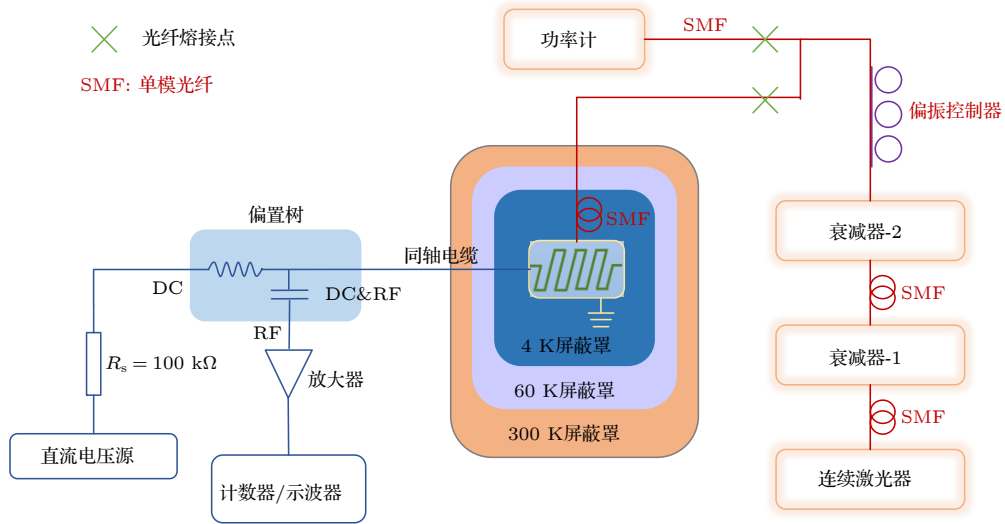 光纤熔接点
SMF: 单模光纤
功率计
SMF
偏振控制器
偏置树
同轴电缆
SMF
衰减器-2
DC
DC&RF
SMF
RF
4 K屏蔽罩
衰减器-1
R_s = 100 kΩ
放大器
60 K屏蔽罩
SMF
300 K屏蔽罩
直流电压源
连续激光器
计数器/示波器